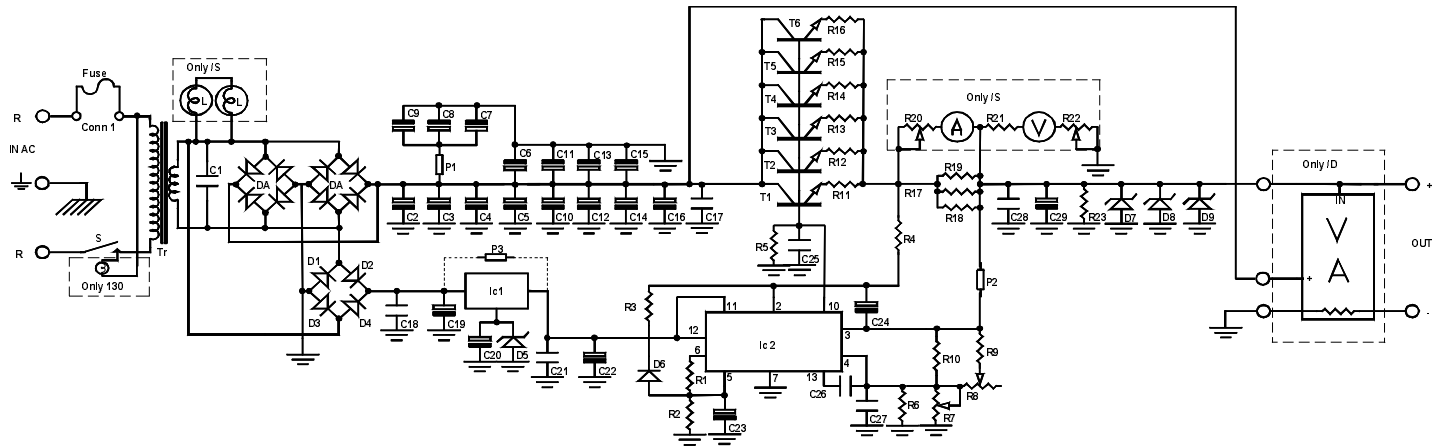 T6
R16
Only /S
Fuse
T5
R15
L
L
T4
R14
Only /S
R
Conn 1
C9
C8
C7
R20
A
R21
V
R22
T3
R13
IN AC
C6
C11
C13
C15
Only /D
C1
P1
T2
R12
R19
DA
DA
T1
R11
R17
IN
+
C2
C3
C4
C5
C10
C12
C14
C16
C17
R18
C28
C29
R23
D7
D8
D9
V
R
S
Tr
R5
C25
R4
OUT
P3
A
D1
D2
Only 130
Ic1
+
P2
R3
11
2
10
C24
-
D3
D4
C18
C19
12
Ic 2
3
C20
D5
6
4
R10
R9
C21
C22
D6
R1
5
7
13
R8
C26
R2
C23
C27
R6
R7